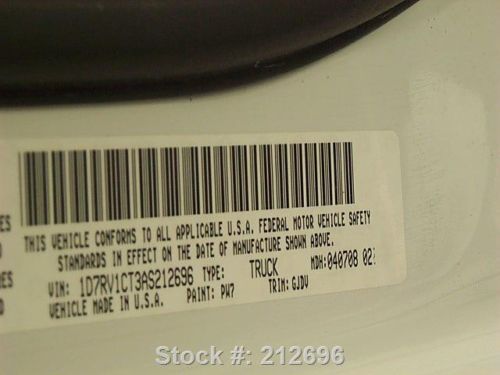 THIS VEHICLE CONFORMS TO ALL APPLICABLE U.S.A. FEDERAL MOTOR VEHICLE SAFETY
STANDARDS IN EFFECT ON THE DATE OF MANUFACTURE SHOWN ABOVE.
VIN: 1D7RV1CT3AS212696 TYPE: TRUCK MDH: 040708 02
VEHICLE MADE IN U.S.A. PAINT: PW7 TRIM: GJDV
Stock #: 212696